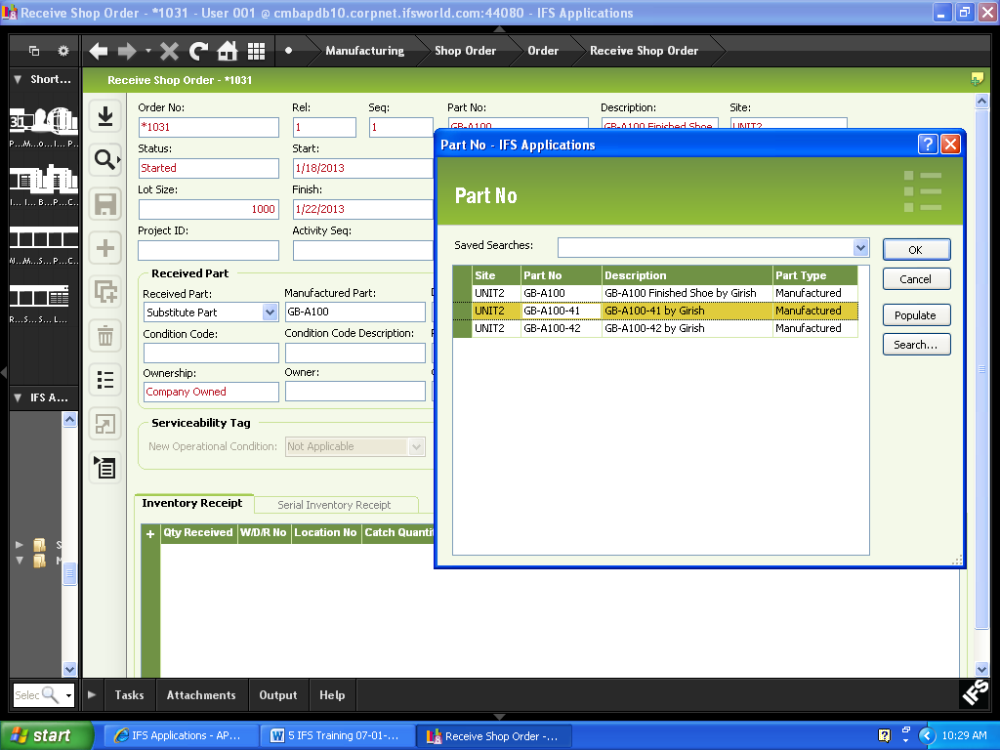 Receive Shop Order - *1031 - User 001 @ cmbapdb10.corpnet.ifsworld.com:44080 - IFS Applications
Manufacturing Shop Order Order Receive Shop Order
Short...
Receive Shop Order - *1031
Order No: Rel: Seq: Part No: Description: Site:
*1031 1 1 GB-A100 GB-A100 Finished Shoe UNIT2
Status: Start:
Started 1/18/2013
Lot Size: Finish:
1000 1/22/2013
Project ID: Activity Seq:
Received Part
Received Part: Manufactured Part:
Substitute Part GB-A100
Condition Code: Condition Code Description:
Ownership: Owner:
Company Owned
Serviceability Tag
New Operational Condition: Not Applicable
Inventory Receipt Serial Inventory Receipt
+ Qty Received W/D/R No Location No Catch Quantit
31
P... M... o... I... P...
I... I... B... P... C...
W... M... S... P... C...
R... S... S... L...
IFS A...
S
M
Selec
Part No - IFS Applications
?
Part No
Saved Searches:
OK
Cancel
Populate
Search...
Site Part No Description Part Type
UNIT2 GB-A100 GB-A100 Finished Shoe by Girish Manufactured
UNIT2 GB-A100-41 GB-A100-41 by Girish Manufactured
UNIT2 GB-A100-42 GB-A100-42 by Girish Manufactured
Tasks Attachments Output Help
IFS
start IFS Applications - AP... 5 IFS Training 07-01-... Receive Shop Order -... ? 10:29 AM